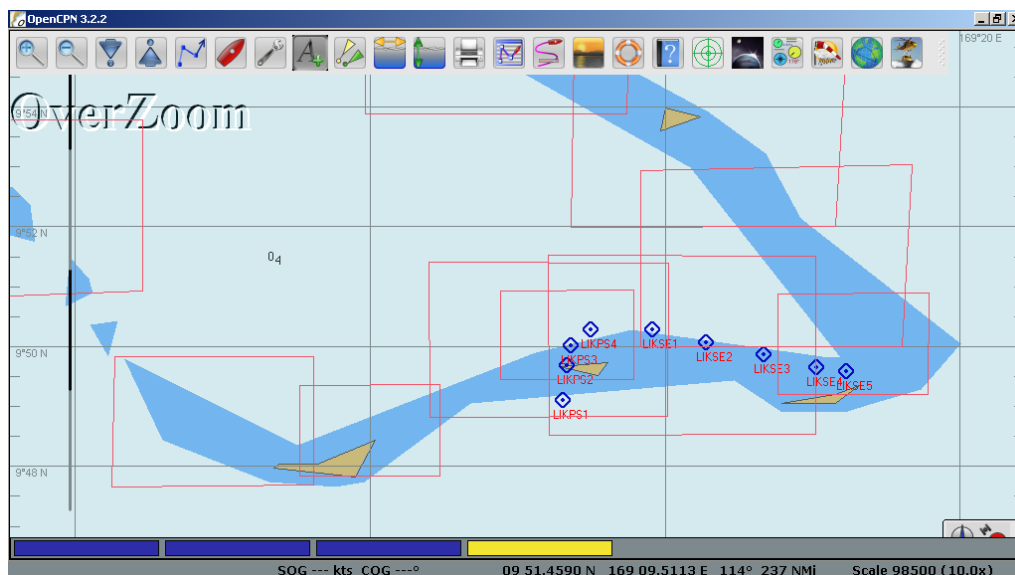 OpenCPN 3.2.2
169°20 E
9°54 N
OverZoom
9°52 N
04
9°50 N
LIKPS4
LIKSE1
LIKSE2
LIKPS3
LIKSE3
LIKPS2
LIKSE4
LIKSE5
LIKPS1
9°48 N
SOG --- kts COG ---° 09 51.4590 N 169 09.5113 E 114° 237 NMi Scale 98500 (10.0x)